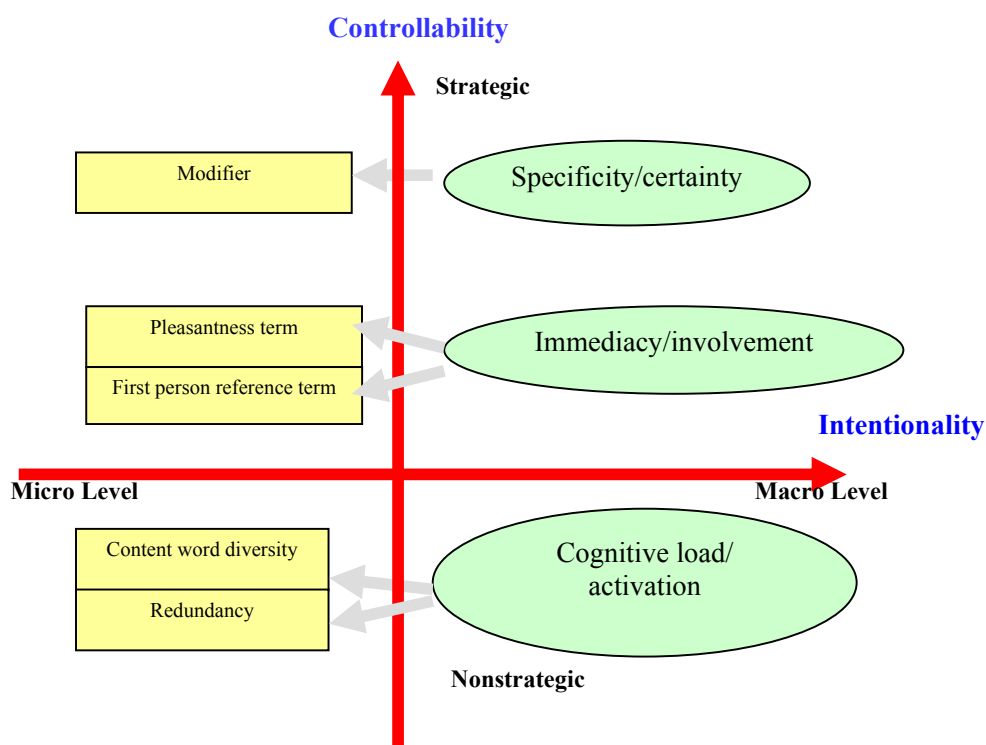 Controllability
Strategic
Modifier
Specificity/certainty
Pleasantness term
First person reference term
Immediacy/involvement
Intentionality
Micro Level
Macro Level
Content word diversity
Redundancy
Cognitive load/
activation
Nonstrategic